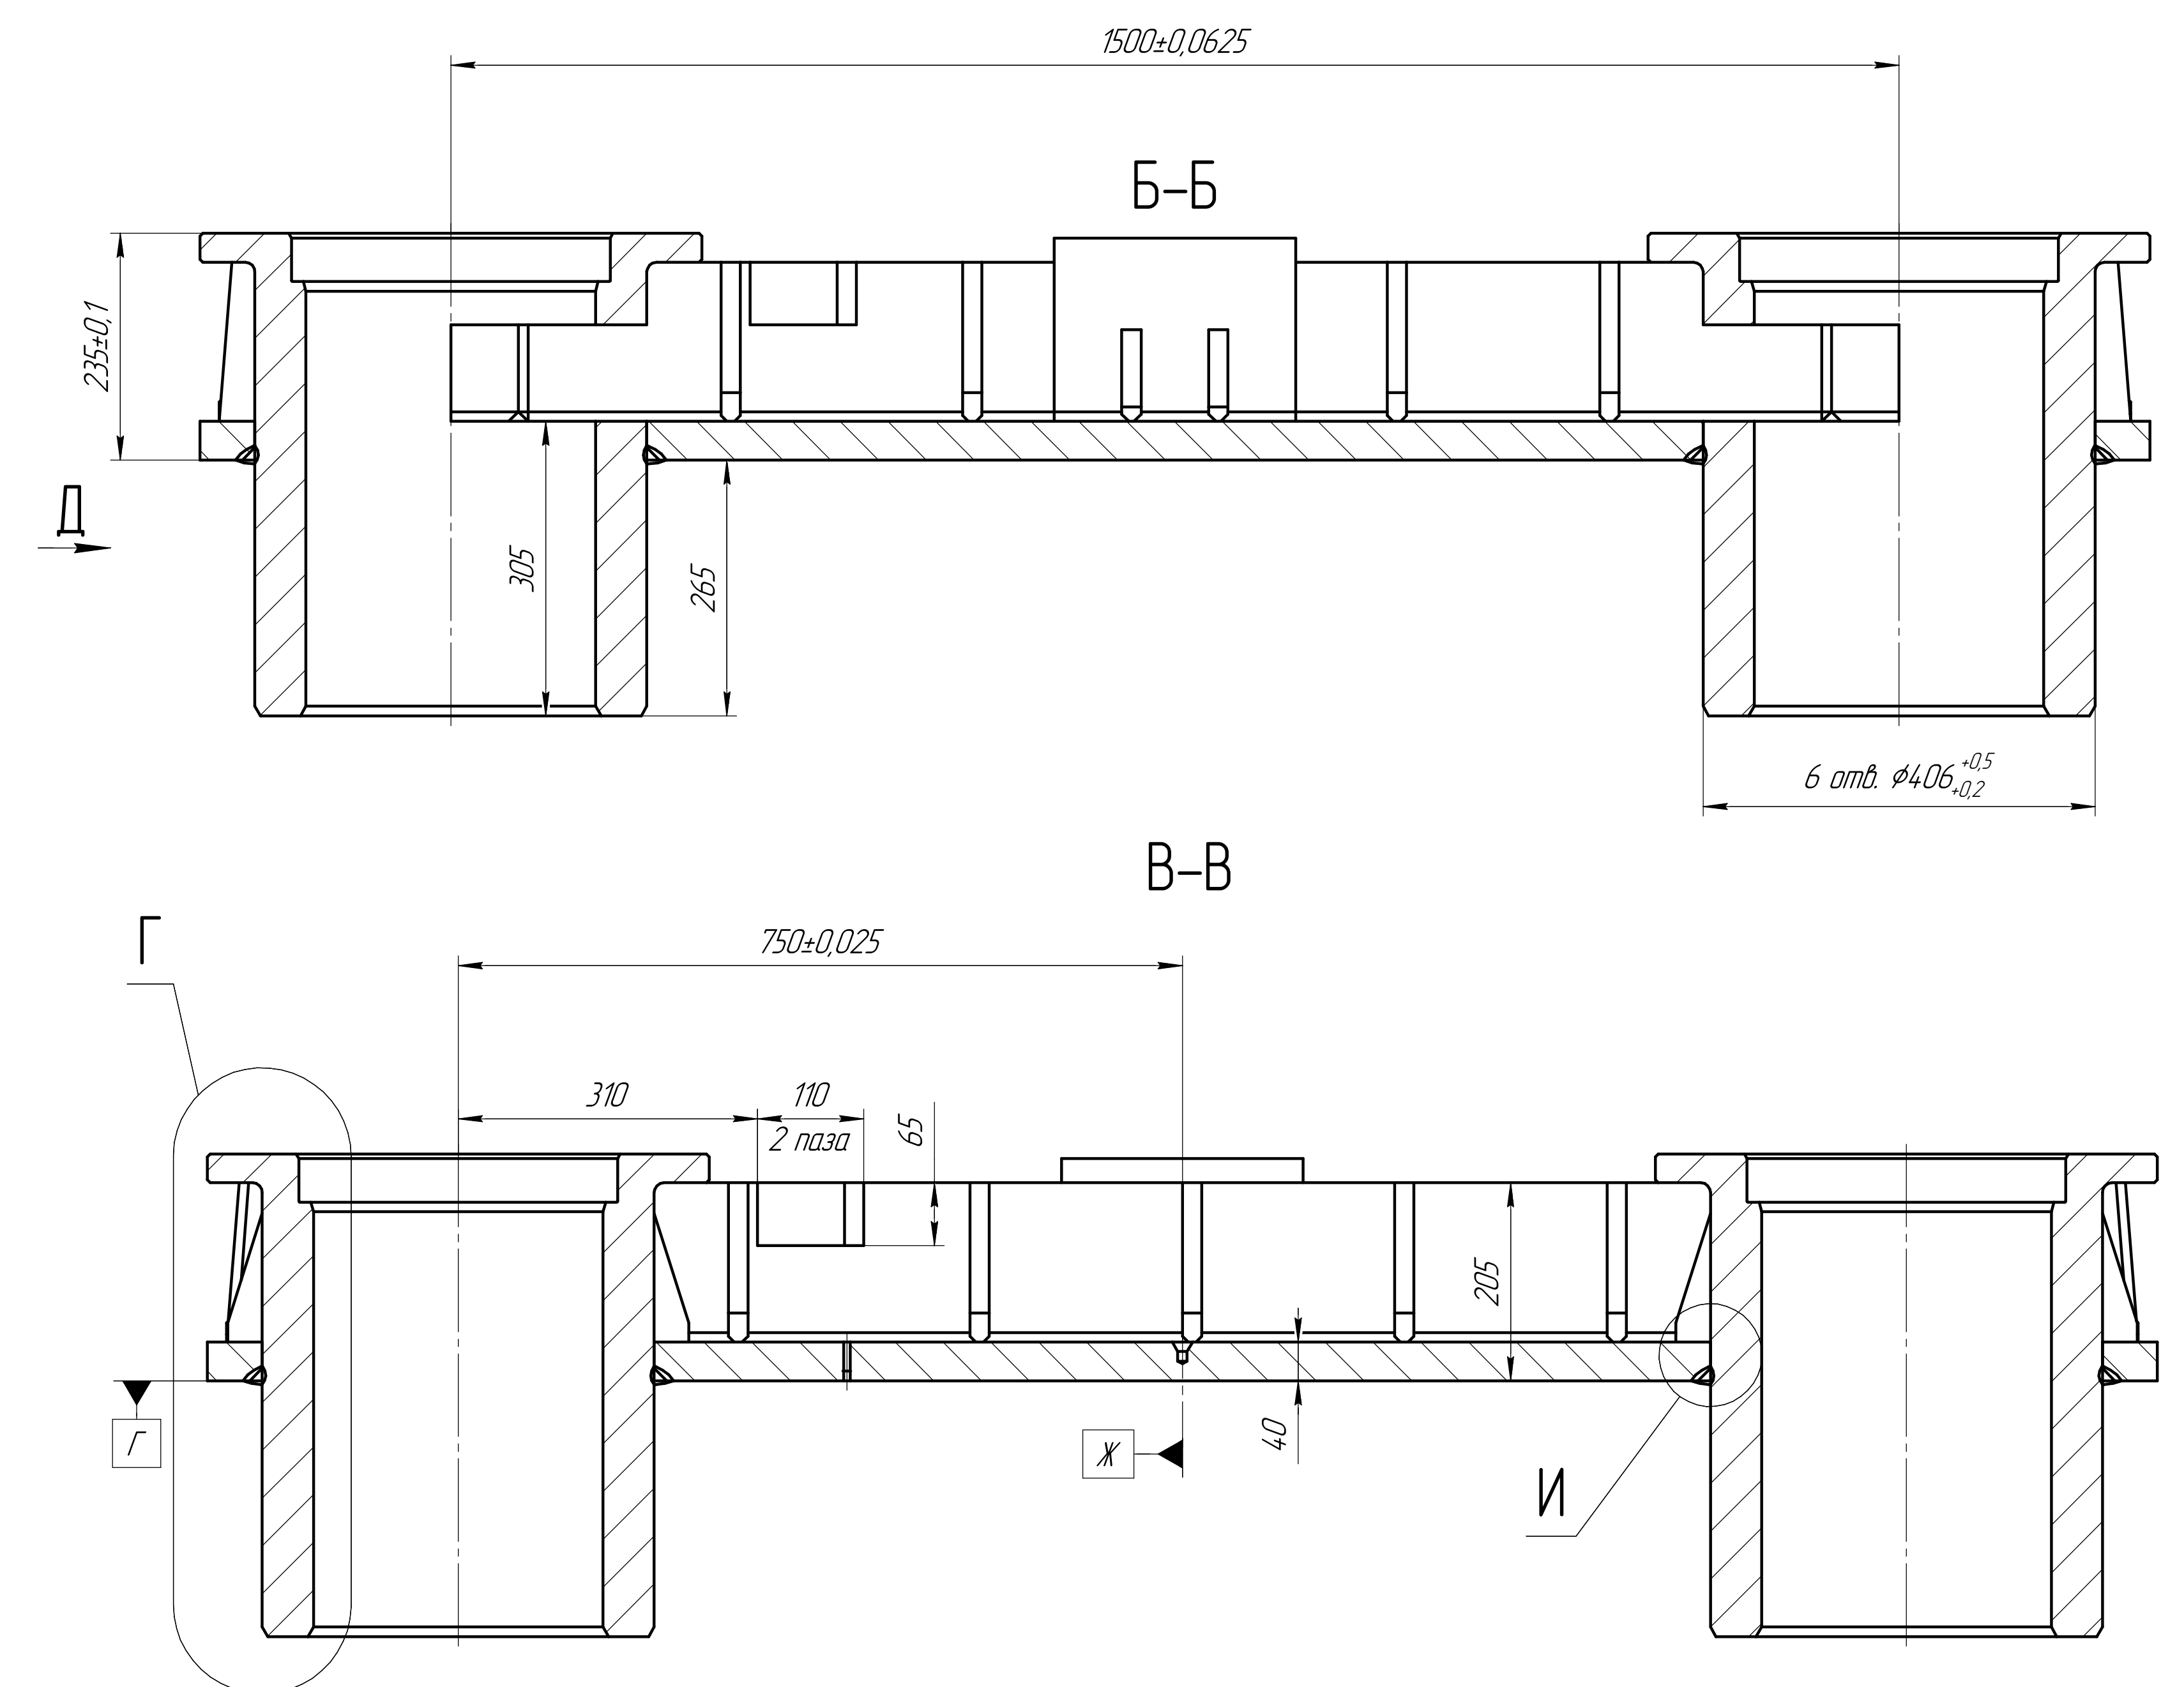 1500±0,0625
Б–Б
235±0,1
Д
305
265
6 отв. ⌀406 +0,5 +0,2
В–В
Г
750±0,025
310
110
2 паза
65
205
Г
Ж
40
И